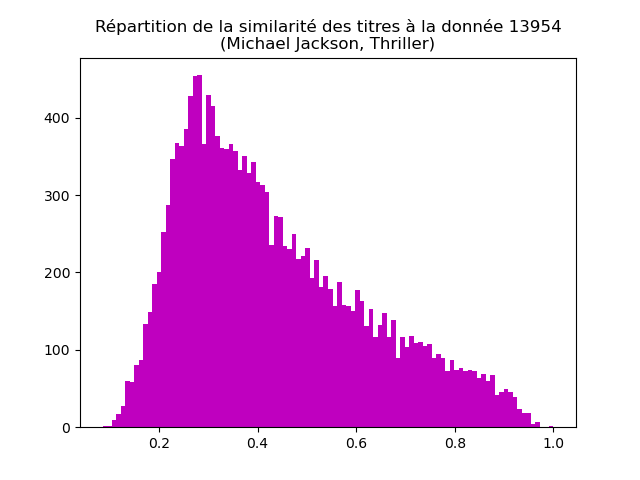 Répartition de la similarité des titres à la donnée 13954
(Michael Jackson, Thriller)
400
300
200
100
0
0.2 0.4 0.6 0.8 1.0